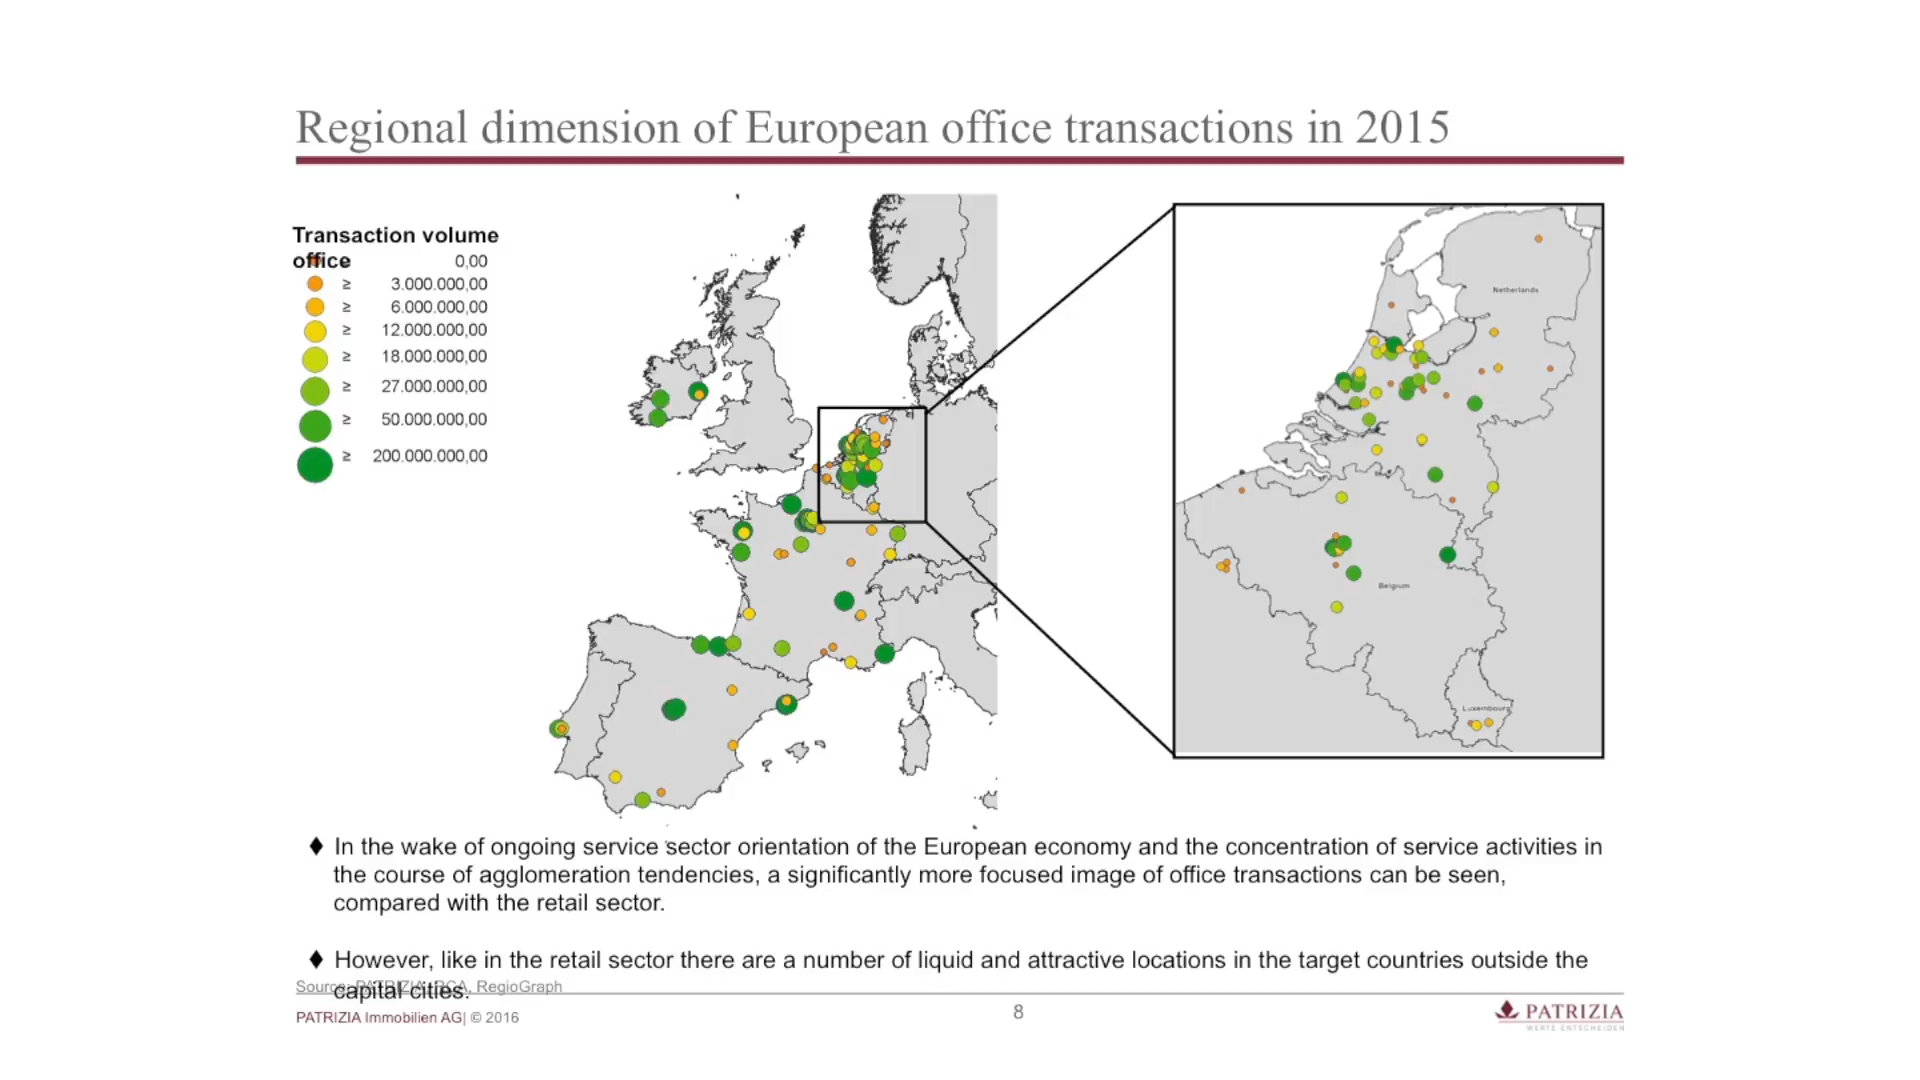 Regional dimension of European office transactions in 2015
Transaction volume
office
0,00
≥ 3.000.000,00
≥ 6.000.000,00
≥ 12.000.000,00
≥ 18.000.000,00
≥ 27.000.000,00
≥ 50.000.000,00
≥ 200.000.000,00
Netherlands
Belgium
Luxembourg
♦ In the wake of ongoing service sector orientation of the European economy and the concentration of service activities in
the course of agglomeration tendencies, a significantly more focused image of office transactions can be seen,
compared with the retail sector.
♦ However, like in the retail sector there are a number of liquid and attractive locations in the target countries outside the
capital cities.
Source: PATRIZIA, RCA, RegioGraph
PATRIZIA Immobilien AG| © 2016
8
PATRIZIA
WERTE ENTSCHEIDEN